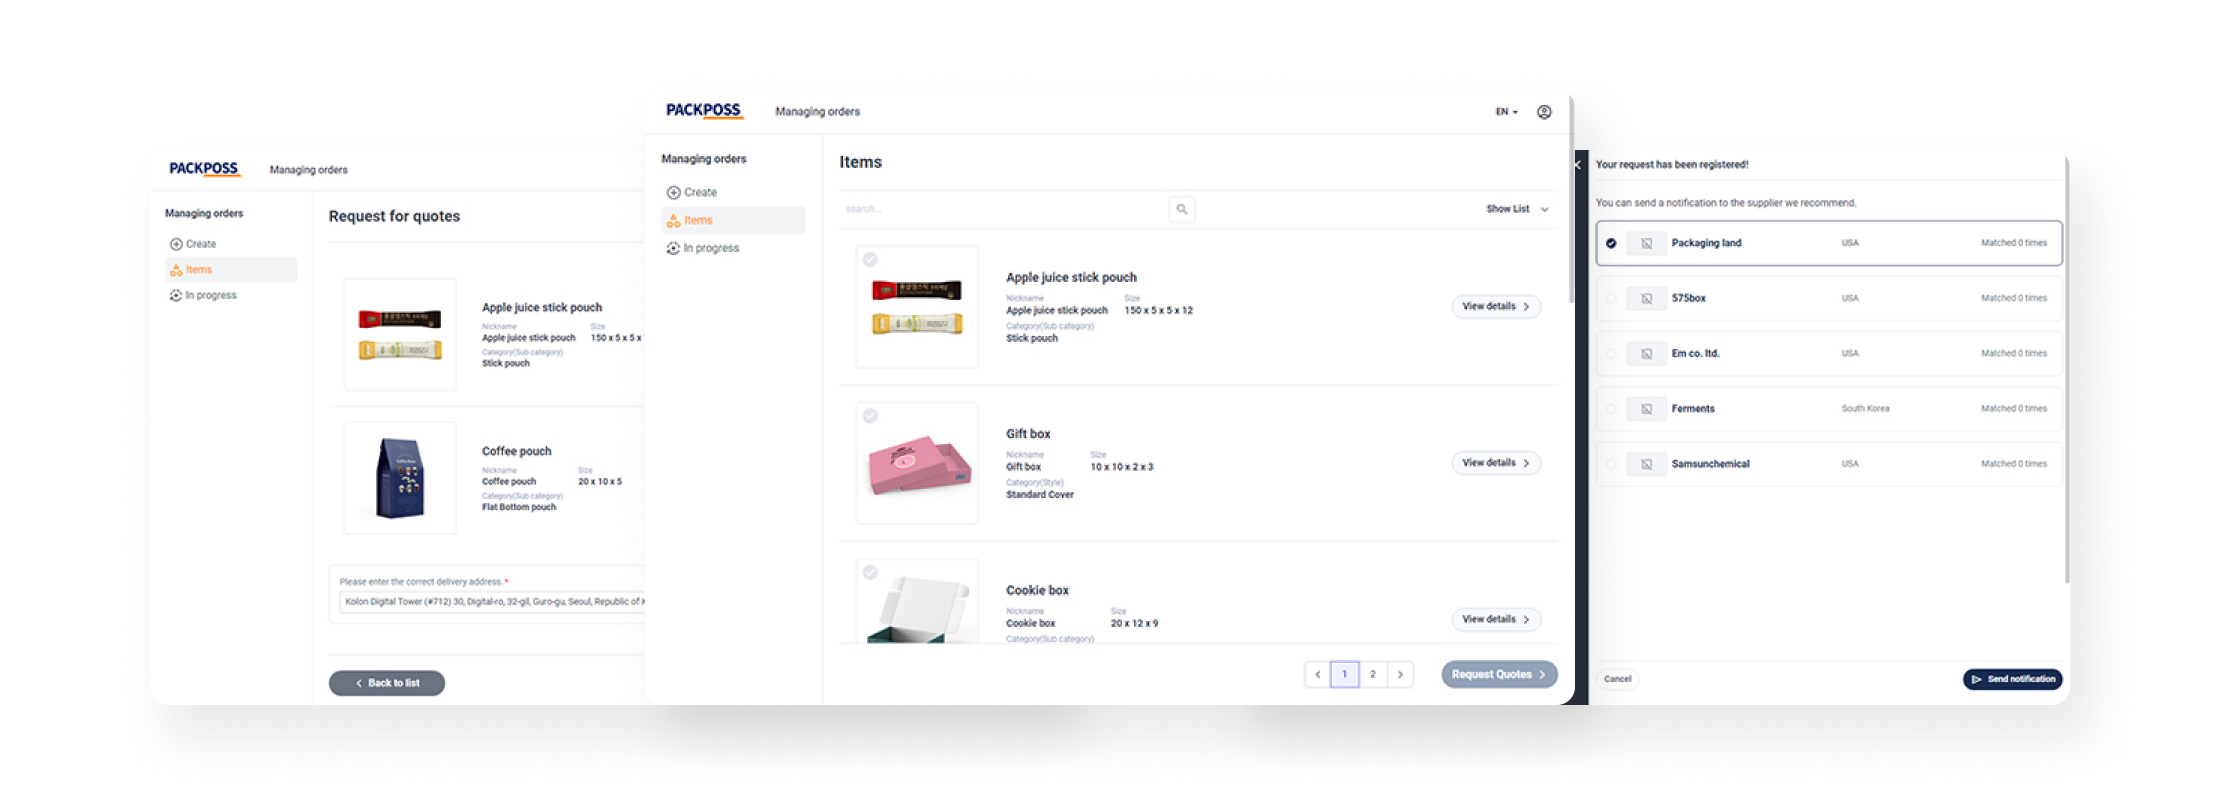 PACKPOSS
Managing orders
Managing orders
Create
Items
In progress
Request for quotes
Apple juice stick pouch
Nickname Size
Apple juice stick pouch 150 x 5 x 5 x
Category(Sub category)
Stick pouch
Coffee pouch
Nickname Size
Coffee pouch 20 x 10 x 5
Category(Sub category)
Flat Bottom pouch
Please enter the correct delivery address. *
Kolon Digital Tower (#712) 30, Digital-ro, 32-gil, Guro-gu, Seoul, Republic of
Back to list
PACKPOSS
Managing orders
EN
Managing orders
Create
Items
In progress
Items
search...
Show List
Apple juice stick pouch
Nickname Size
Apple juice stick pouch 150 x 5 x 5 x 12
Category(Sub category)
Stick pouch
View details
Gift box
Nickname Size
Gift box 10 x 10 x 2 x 3
Category(Style)
Standard Cover
View details
Cookie box
Nickname Size
Cookie box 20 x 12 x 9
Category(Sub category)
View details
1 2
Request Quotes
Your request has been registered!
You can send a notification to the supplier we recommend.
Packaging land USA Matched 0 times
575box USA Matched 0 times
Em co. ltd. USA Matched 0 times
Ferments South Korea Matched 0 times
Samsunchemical USA Matched 0 times
Cancel
Send notification